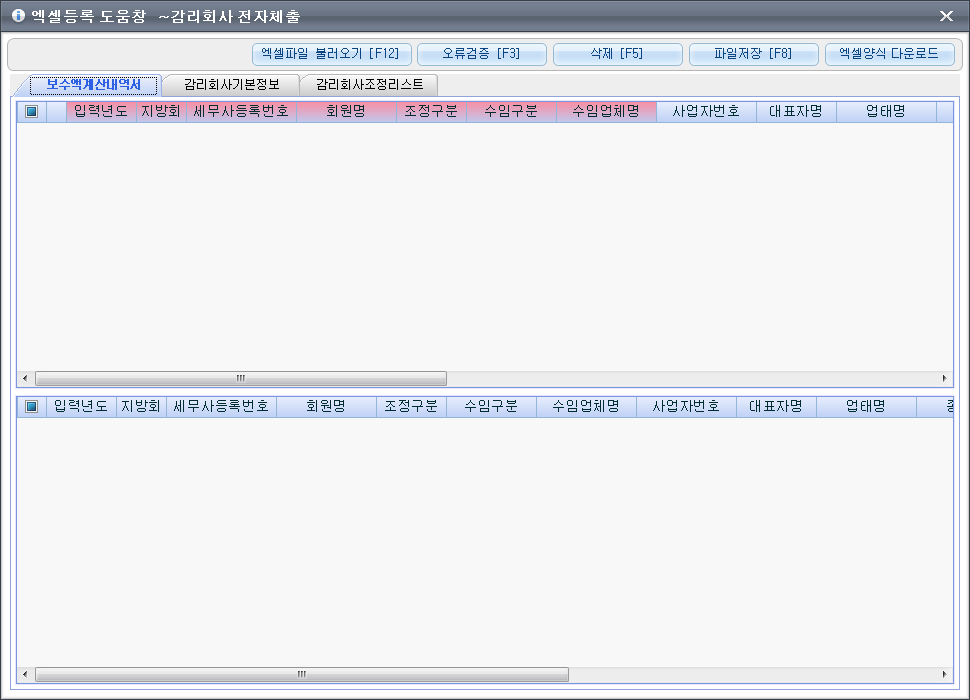 엑셀등록 도움창 ~감리회사 전자체출
엑셀파일 불러오기 [F12] 오류검증 [F3] 삭제 [F5] 파일저장 [F8] 엑셀양식 다운로드
보수액계산내역서 감리회사기본정보 감리회사조정리스트
입력년도 지방회 세무사등록번호 회원명 조정구분 수임구분 수임업체명 사업자번호 대표자명 업태명
입력년도 지방회 세무사등록번호 회원명 조정구분 수임구분 수임업체명 사업자번호 대표자명 업태명